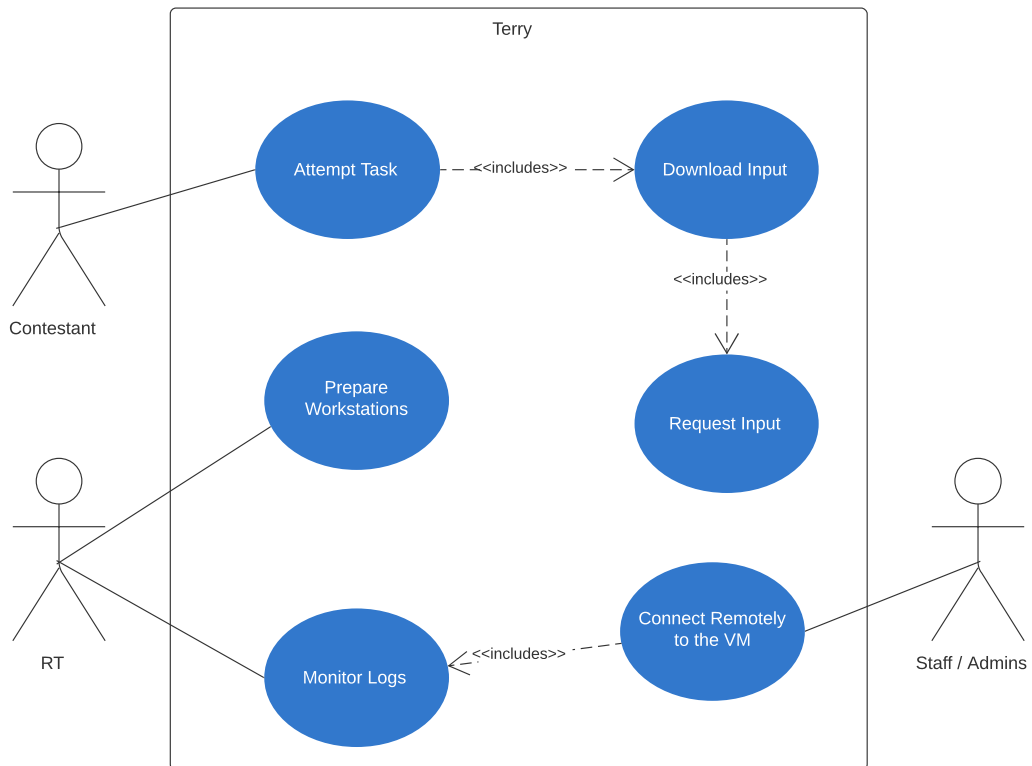 Terry
Attempt Task
<<includes>>
Download Input
<<includes>>
Contestant
Prepare
Workstations
Request Input
Connect Remotely
to the VM
<<includes>>
Monitor Logs
RT
Staff / Admins